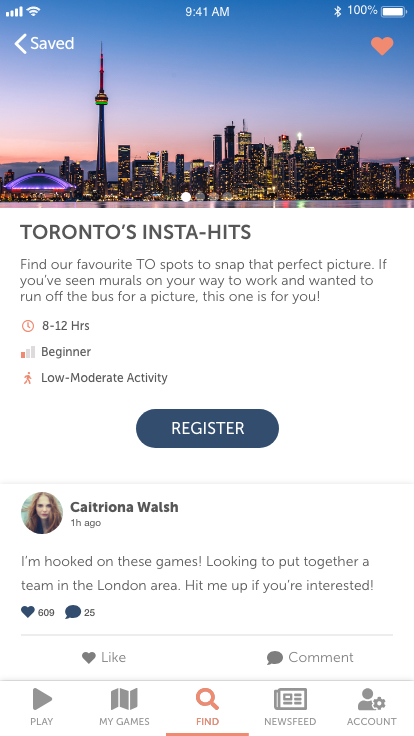 9:41 AM 100%
Saved
TORONTO’S INSTA-HITS
Find our favourite TO spots to snap that perfect picture. If
you’ve seen murals on your way to work and wanted to
run off the bus for a picture, this one is for you!
8-12 Hrs
Beginner
Low-Moderate Activity
REGISTER
Caitriona Walsh
1h ago
I’m hooked on these games! Looking to put together a
team in the London area. Hit me up if you’re interested!
609 25
Like Comment
PLAY MY GAMES FIND NEWSFEED ACCOUNT